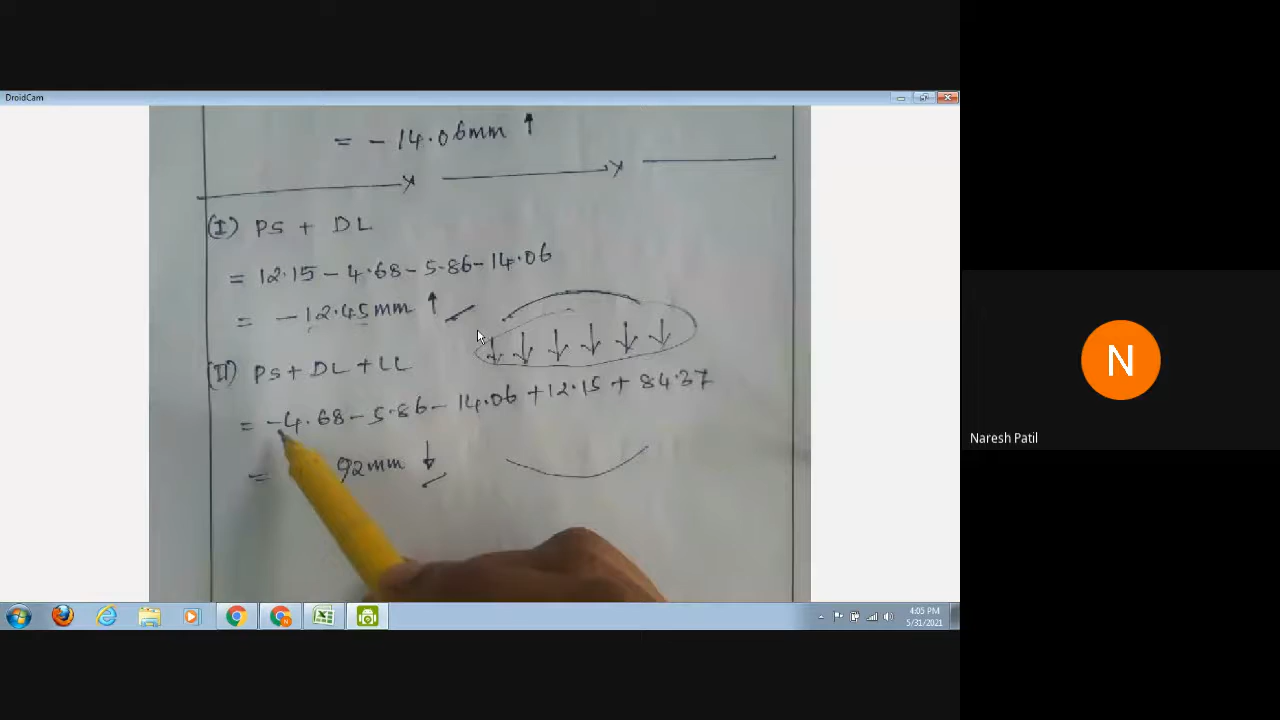 DroidCam
= - 14.06mm ↑
x x
(I) PS + DL
= 12.15 - 4.68 - 5.86 - 14.06
= - 12.45mm ↑
(II) PS + DL + LL
= -4.68 - 5.86 - 14.06 + 12.15 + 84.37
= 92mm ↓
N
Naresh Patil
4:05 PM
5/31/2021